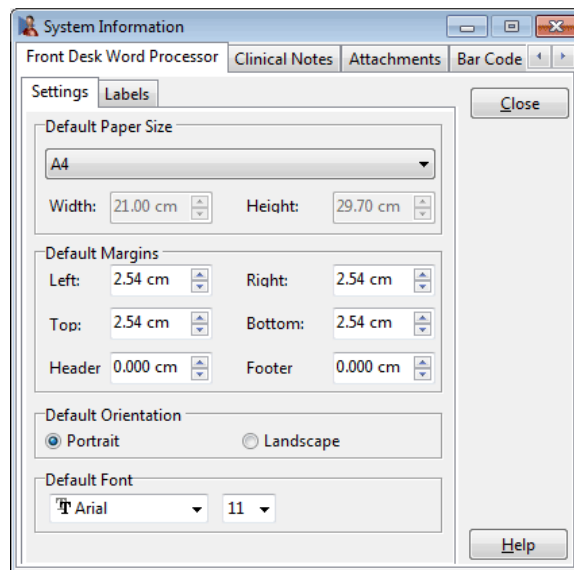 System Information
Front Desk Word Processor Clinical Notes Attachments Bar Code
Settings Labels
Close
Default Paper Size
A4
Width: 21.00 cm Height: 29.70 cm
Default Margins
Left: 2.54 cm Right: 2.54 cm
Top: 2.54 cm Bottom: 2.54 cm
Header 0.000 cm Footer 0.000 cm
Default Orientation
Portrait Landscape
Default Font
Arial 11
Help